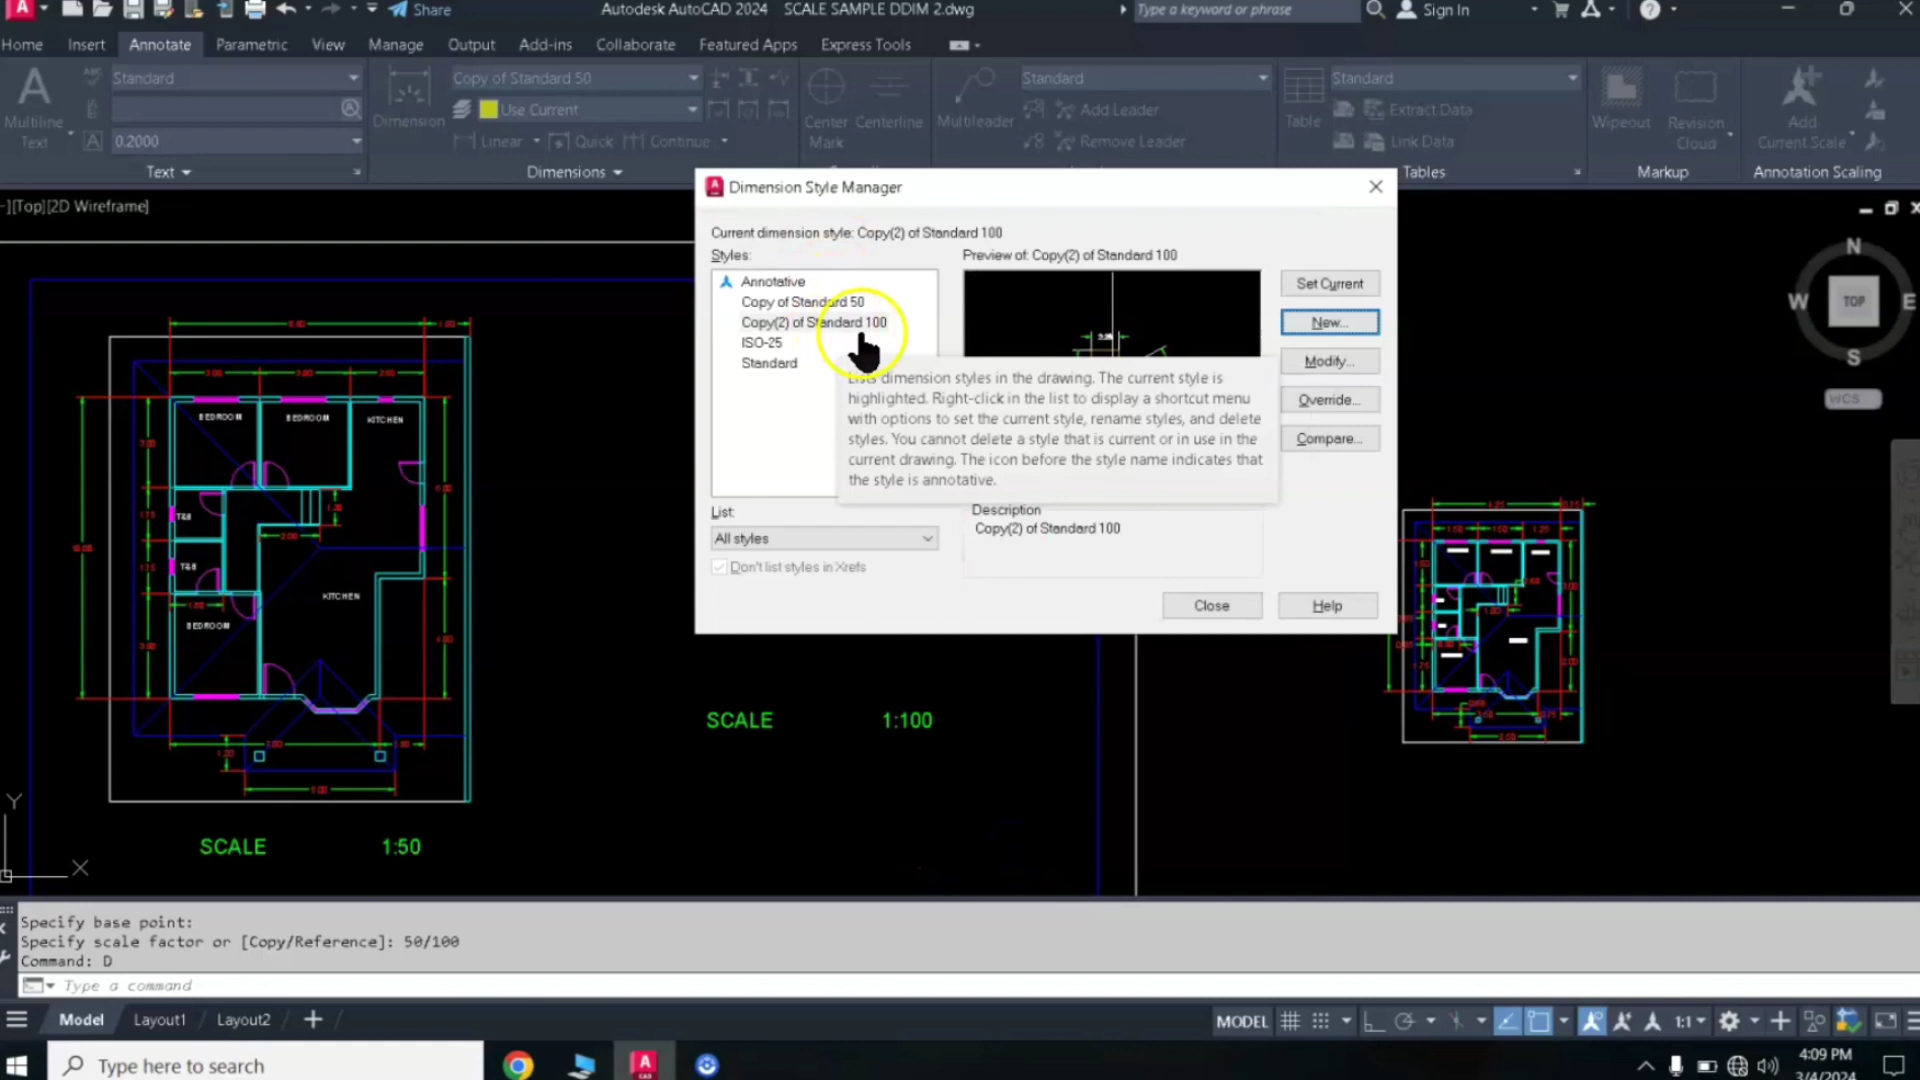 Share
Autodesk AutoCAD 2024 SCALE SAMPLE DDIM 2.dwg
Type a keyword or phrase
Sign In
Home Insert Annotate Parametric View Manage Output Add-ins Collaborate Featured Apps Express Tools
Standard
Copy of Standard 50
Standard
Standard
Multiline Text
Dimension
Use Current
Center Mark
Centerline
Multileader
Add Leader
Table
Extract Data
Wipeout
Revision Cloud
Add Current Scale
0.2000
Linear
Quick
Continue
Remove Leader
Link Data
Text
Dimensions
Tables
Markup
Annotation Scaling
[Top][2D Wireframe]
Dimension Style Manager
Current dimension style: Copy(2) of Standard 100
Styles:
Preview of: Copy(2) of Standard 100
Annotative
Copy of Standard 50
Copy(2) of Standard 100
ISO-25
Standard
Set Current
New...
Modify...
Override...
Compare...
Lists dimension styles in the drawing. The current style is
highlighted. Right-click in the list to display a shortcut menu
with options to set the current style, rename styles, and delete
styles. You cannot delete a style that is current or in use in the
current drawing. The icon before the style name indicates that
the style is annotative.
List:
All styles
Don't list styles in Xrefs
Description
Copy(2) of Standard 100
Close
Help
N
W TOP E
S
WCS
BEDROOM BEDROOM KITCHEN
T&B
T&B
KITCHEN
BEDROOM
SCALE 1:50
SCALE 1:100
Y
X
Specify base point:
Specify scale factor or [Copy/Reference]: 50/100
Command: D
Type a command
Model Layout1 Layout2
MODEL
1:1
Type here to search
4:09 PM
3/4/2024